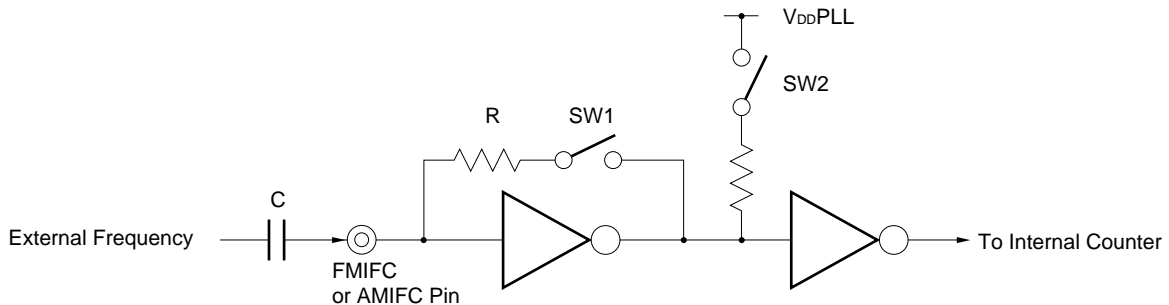 VDDPLL
SW2
R
SW1
C
External Frequency
FMIFC
or AMIFC Pin
To Internal Counter